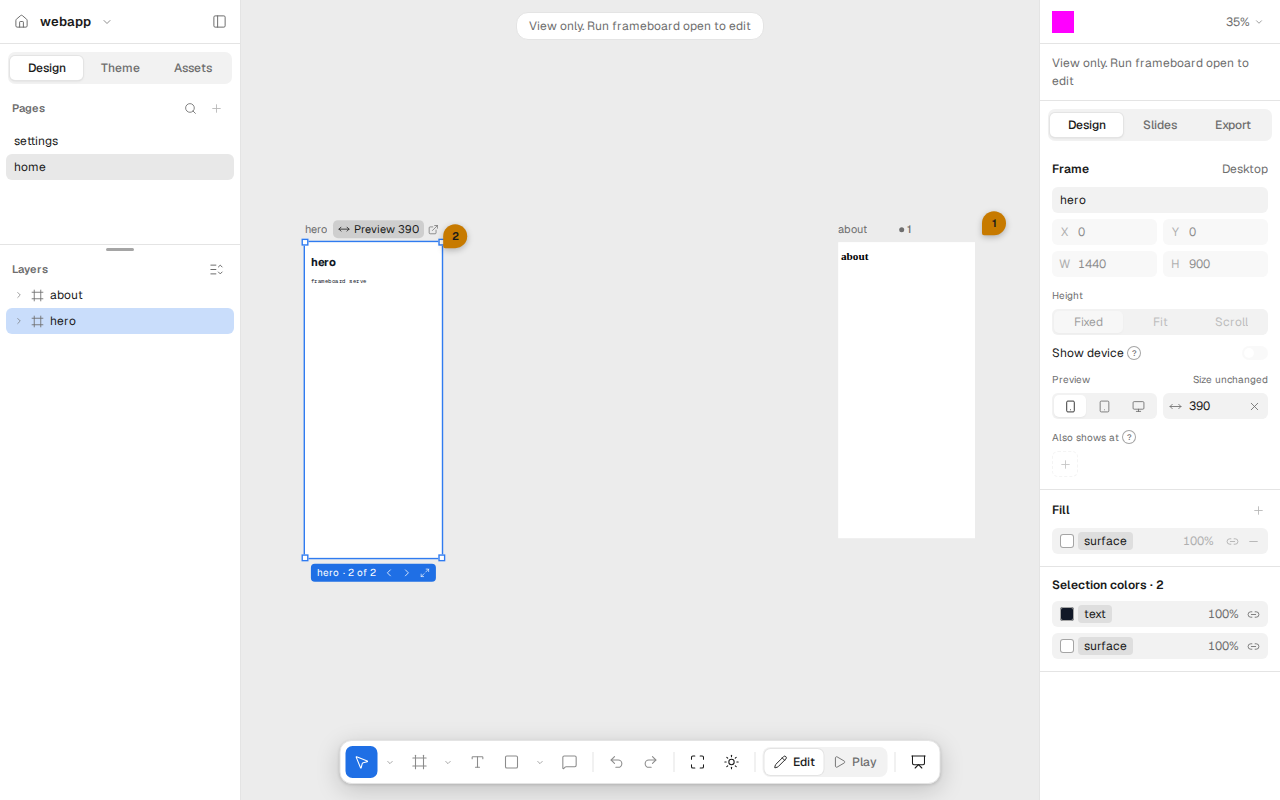 webapp
Design
Theme
Assets
Pages
settings
home
Layers
about
hero
View only. Run frameboard open to edit
hero
Preview 390
2
hero
frameboard serve
hero · 2 of 2
about
1
1
about
Edit
Play
35%
View only. Run frameboard open to
edit
Design
Slides
Export
Frame
Desktop
hero
X 0
Y 0
W 1440
H 900
Height
Fixed
Fit
Scroll
Show device ?
Preview
Size unchanged
390
Also shows at ?
Fill
surface
100%
Selection colors · 2
text
100%
surface
100%